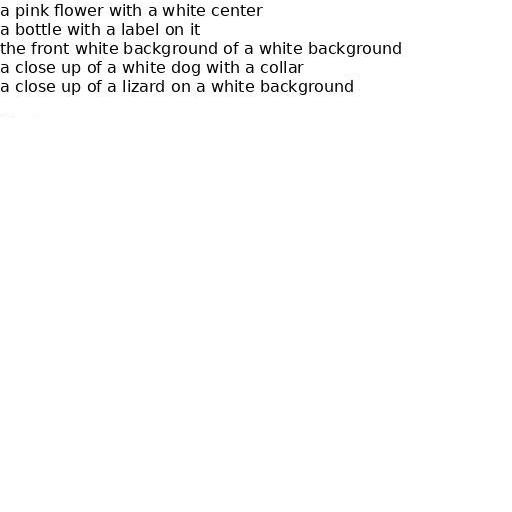 a pink flower with a white center
a bottle with a label on it
the front white background of a white background
a close up of a white dog with a collar
a close up of a lizard on a white background